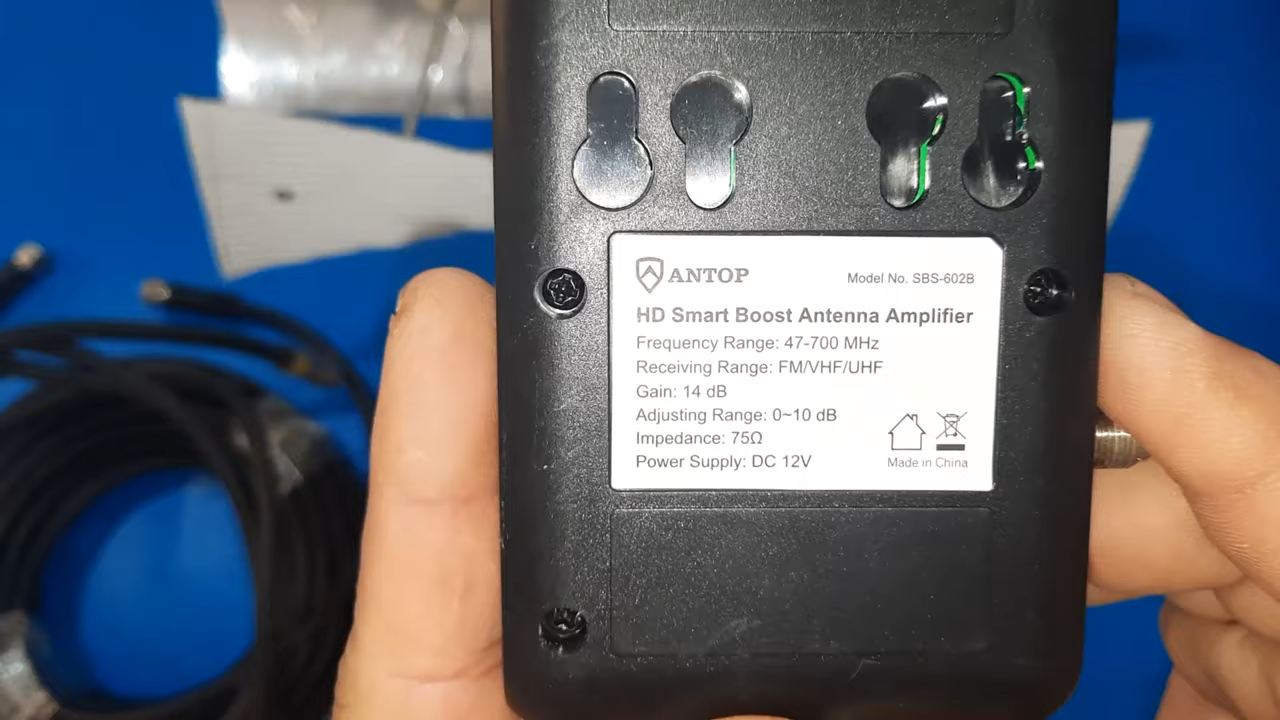 ANTOP
Model No. SBS-602B
HD Smart Boost Antenna Amplifier
Frequency Range: 47-700 MHz
Receiving Range: FM/VHF/UHF
Gain: 14 dB
Adjusting Range: 0~10 dB
Impedance: 75Ω
Power Supply: DC 12V
Made in China